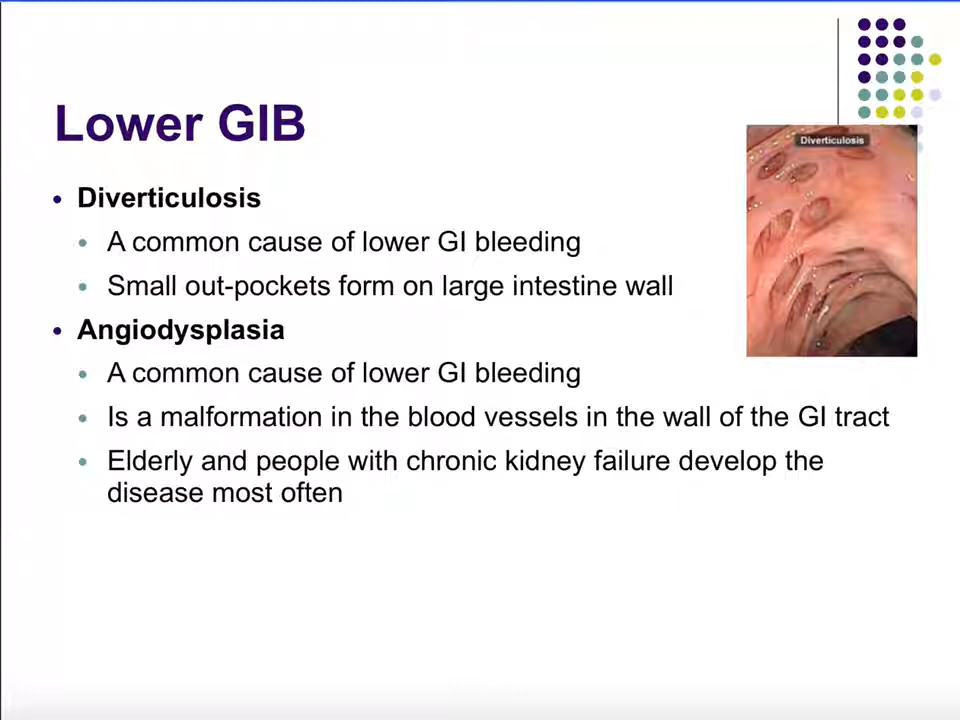 Lower GIB
Diverticulosis
• Diverticulosis
• A common cause of lower GI bleeding
• Small out-pockets form on large intestine wall
• Angiodysplasia
• A common cause of lower GI bleeding
• Is a malformation in the blood vessels in the wall of the GI tract
• Elderly and people with chronic kidney failure develop the
disease most often